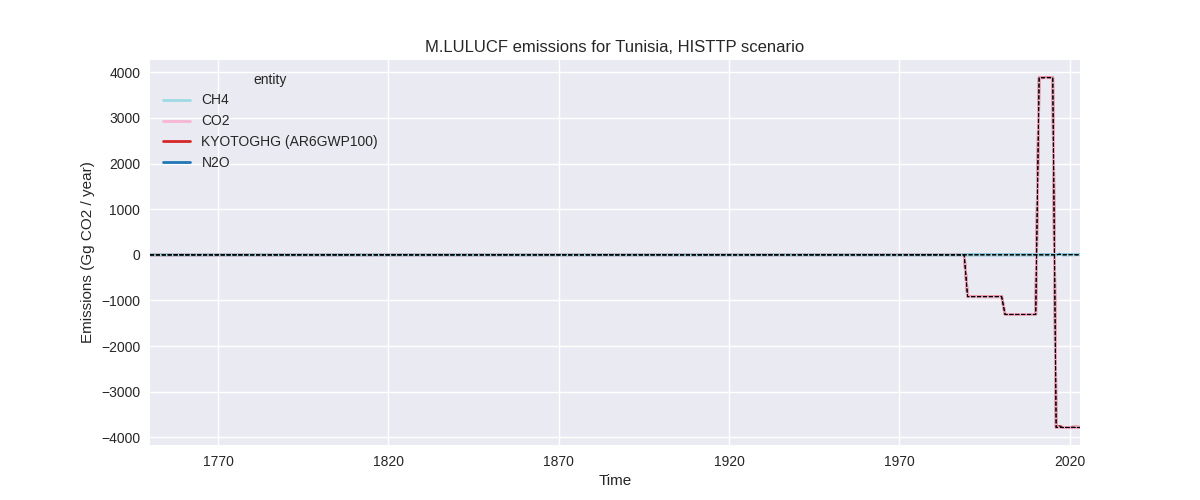 M.LULUCF emissions for Tunisia, HISTTP scenario
Emissions (Gg CO2 / year)
4000
3000
2000
1000
0
−1000
−2000
−3000
−4000
entity
CH4
CO2
KYOTOGHG (AR6GWP100)
N2O
1770
1820
1870
1920
1970
2020
Time